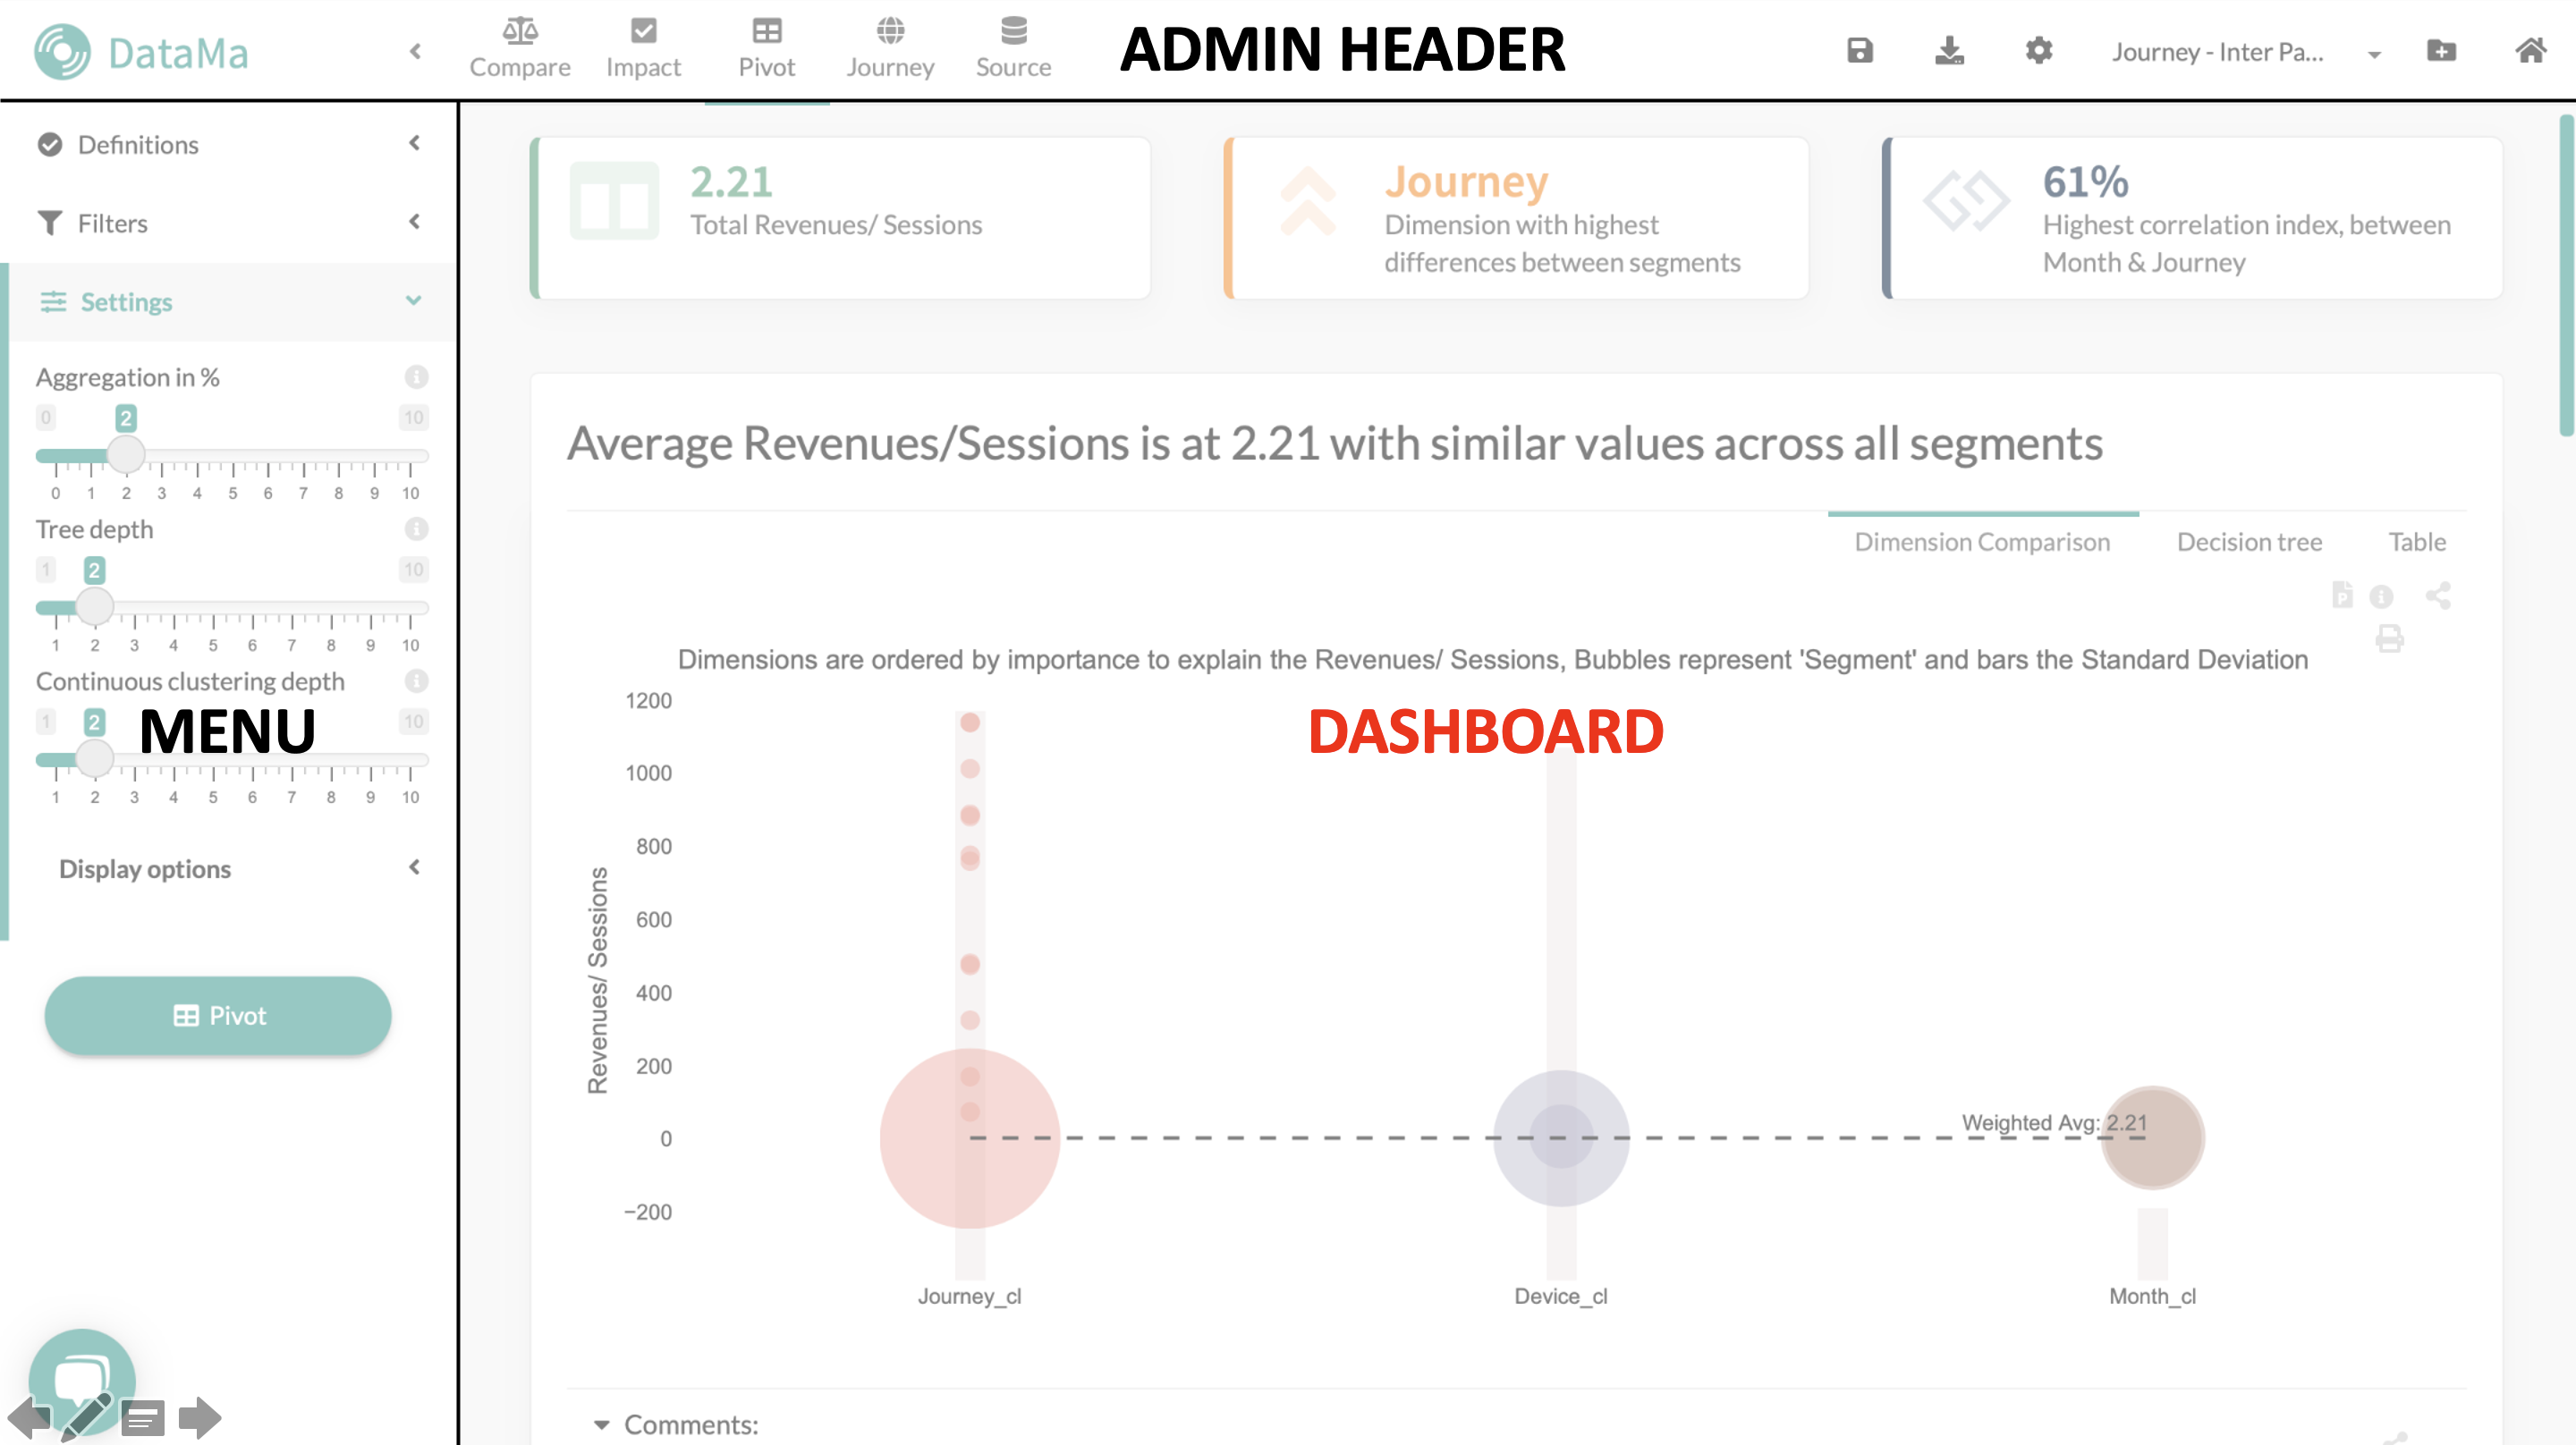 DataMa
Compare
Impact
Pivot
Journey
Source
ADMIN HEADER
Journey - Inter Pa...
Definitions
Filters
Settings
Aggregation in %
0 2 10
0 1 2 3 4 5 6 7 8 9 10
Tree depth
1 2 10
1 2 3 4 5 6 7 8 9 10
Continuous clustering depth
1 2 10
MENU
1 2 3 4 5 6 7 8 9 10
Display options
Pivot
2.21
Total Revenues/ Sessions
Journey
Dimension with highest
differences between segments
61%
Highest correlation index, between
Month & Journey
Average Revenues/Sessions is at 2.21 with similar values across all segments
Dimension Comparison
Decision tree
Table
P
Dimensions are ordered by importance to explain the Revenues/ Sessions, Bubbles represent 'Segment' and bars the Standard Deviation
DASHBOARD
Revenues/ Sessions
1200
1000
800
600
400
200
0
−200
Weighted Avg: 2.21
Journey_cl
Device_cl
Month_cl
Comments: